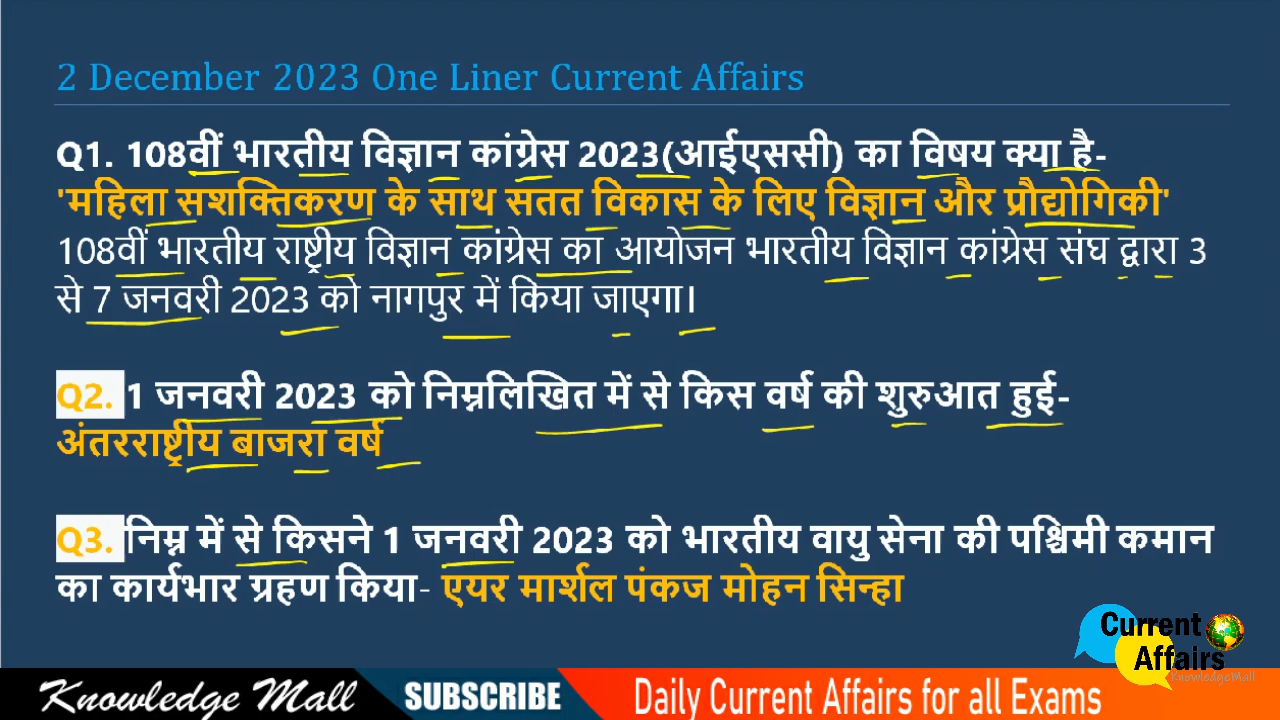 2 December 2023 One Liner Current Affairs
Q1. 108वीं भारतीय विज्ञान कांग्रेस 2023(आईएससी) का विषय क्या है-
'महिला सशक्तिकरण के साथ सतत विकास के लिए विज्ञान और प्रौद्योगिकी'
108वीं भारतीय राष्ट्रीय विज्ञान कांग्रेस का आयोजन भारतीय विज्ञान कांग्रेस संघ द्वारा 3
से 7 जनवरी 2023 को नागपुर में किया जाएगा।
Q2. 1 जनवरी 2023 को निम्नलिखित में से किस वर्ष की शुरुआत हुई-
अंतरराष्ट्रीय बाजरा वर्ष
Q3. निम्न में से किसने 1 जनवरी 2023 को भारतीय वायु सेना की पश्चिमी कमान
का कार्यभार ग्रहण किया- एयर मार्शल पंकज मोहन सिन्हा
Current
Affairs
KnowledgeMall
Knowledge Mall SUBSCRIBE Daily Current Affairs for all Exams